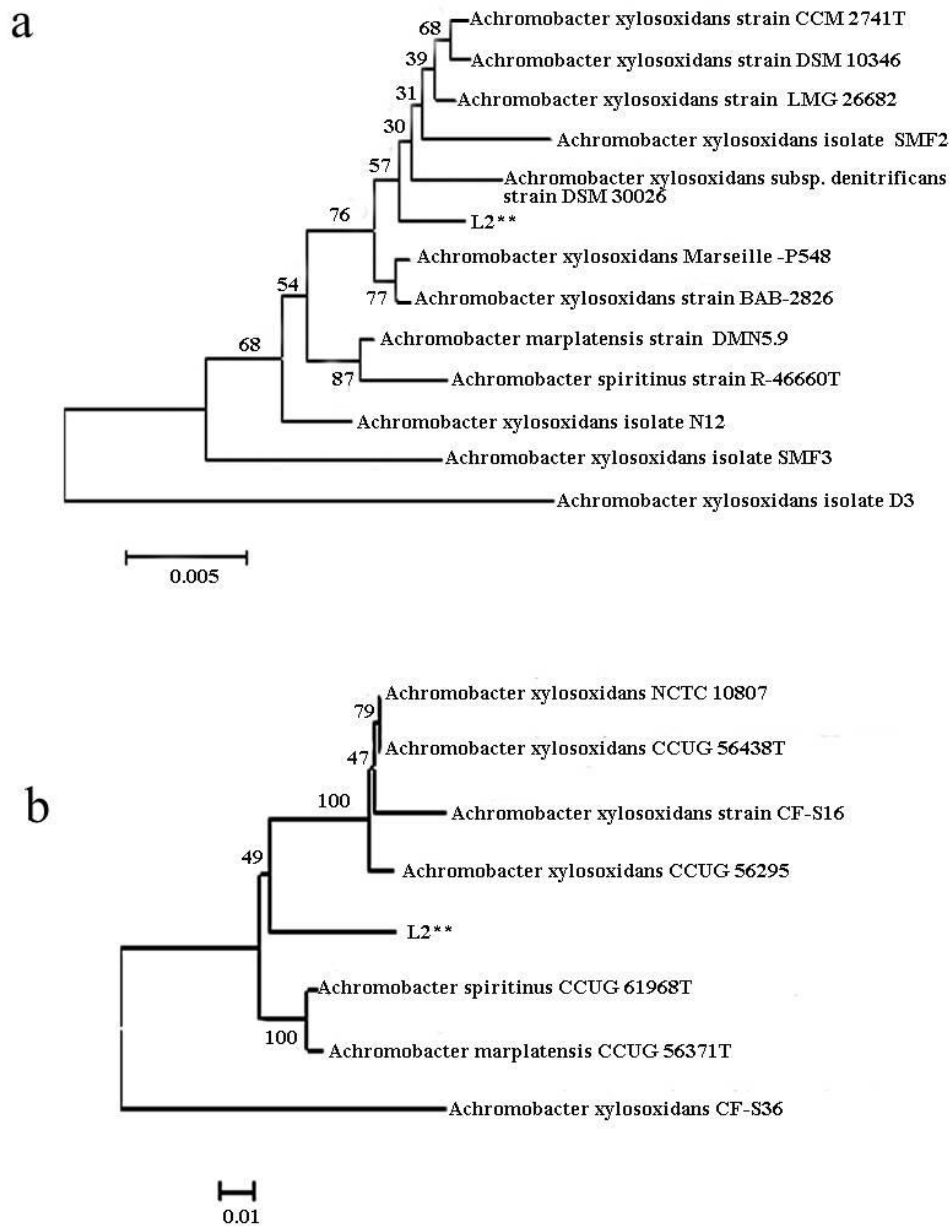 a
Achromobacter xylosoxidans strain CCM 2741T
68
Achromobacter xylosoxidans strain DSM 10346
39
Achromobacter xylosoxidans strain LMG 26682
31
30
Achromobacter xylosoxidans isolate SMF2
57
Achromobacter xylosoxidans subsp. denitrificans
strain DSM 30026
76
L2**
Achromobacter xylosoxidans Marseille -P548
77
Achromobacter xylosoxidans strain BAB-2826
54
Achromobacter marplatensis strain DMN5.9
68
87
Achromobacter spiritinus strain R-46660T
Achromobacter xylosoxidans isolate N12
Achromobacter xylosoxidans isolate SMF3
Achromobacter xylosoxidans isolate D3
0.005
b
Achromobacter xylosoxidans NCTC 10807
79
Achromobacter xylosoxidans CCUG 56438T
47
100
Achromobacter xylosoxidans strain CF-S16
49
Achromobacter xylosoxidans CCUG 56295
L2**
Achromobacter spiritinus CCUG 61968T
100
Achromobacter marplatensis CCUG 56371T
Achromobacter xylosoxidans CF-S36
0.01